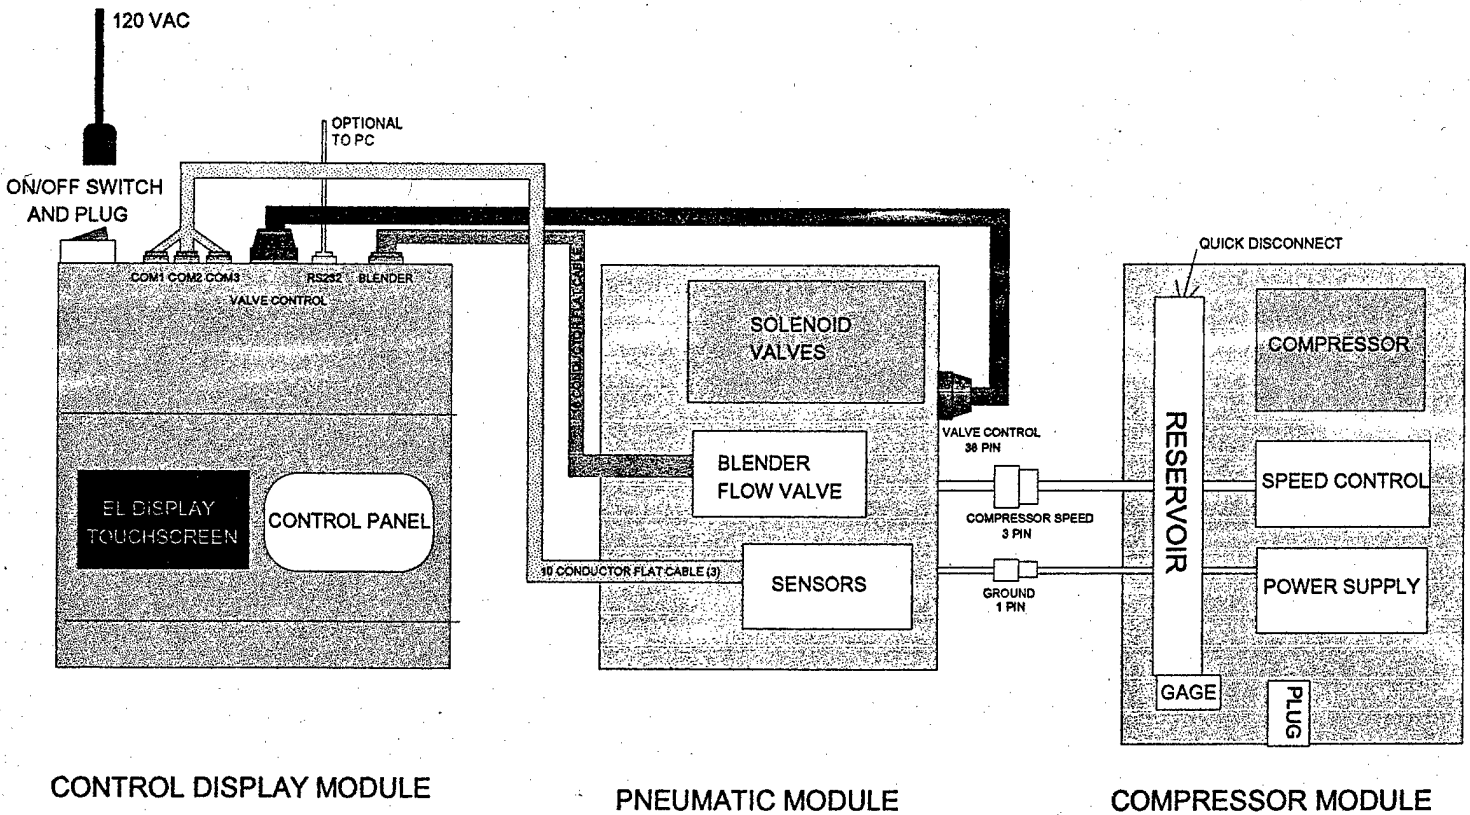 120 VAC
OPTIONAL
TO PC
ON/OFF SWITCH
AND PLUG
COM1 COM2 COM3
RS232
BLENDER
VALVE CONTROL
EL DISPLAY
TOUCHSCREEN
CONTROL PANEL
CONTROL DISPLAY MODULE
CONDUCTOR FLAT CABLE
SOLENOID
VALVES
BLENDER
FLOW VALVE
10 CONDUCTOR FLAT CABLE (3)
SENSORS
PNEUMATIC MODULE
VALVE CONTROL
36 PIN
COMPRESSOR SPEED
3 PIN
GROUND
1 PIN
QUICK DISCONNECT
RESERVOIR
GAGE
COMPRESSOR
SPEED CONTROL
POWER SUPPLY
PLUG
COMPRESSOR MODULE